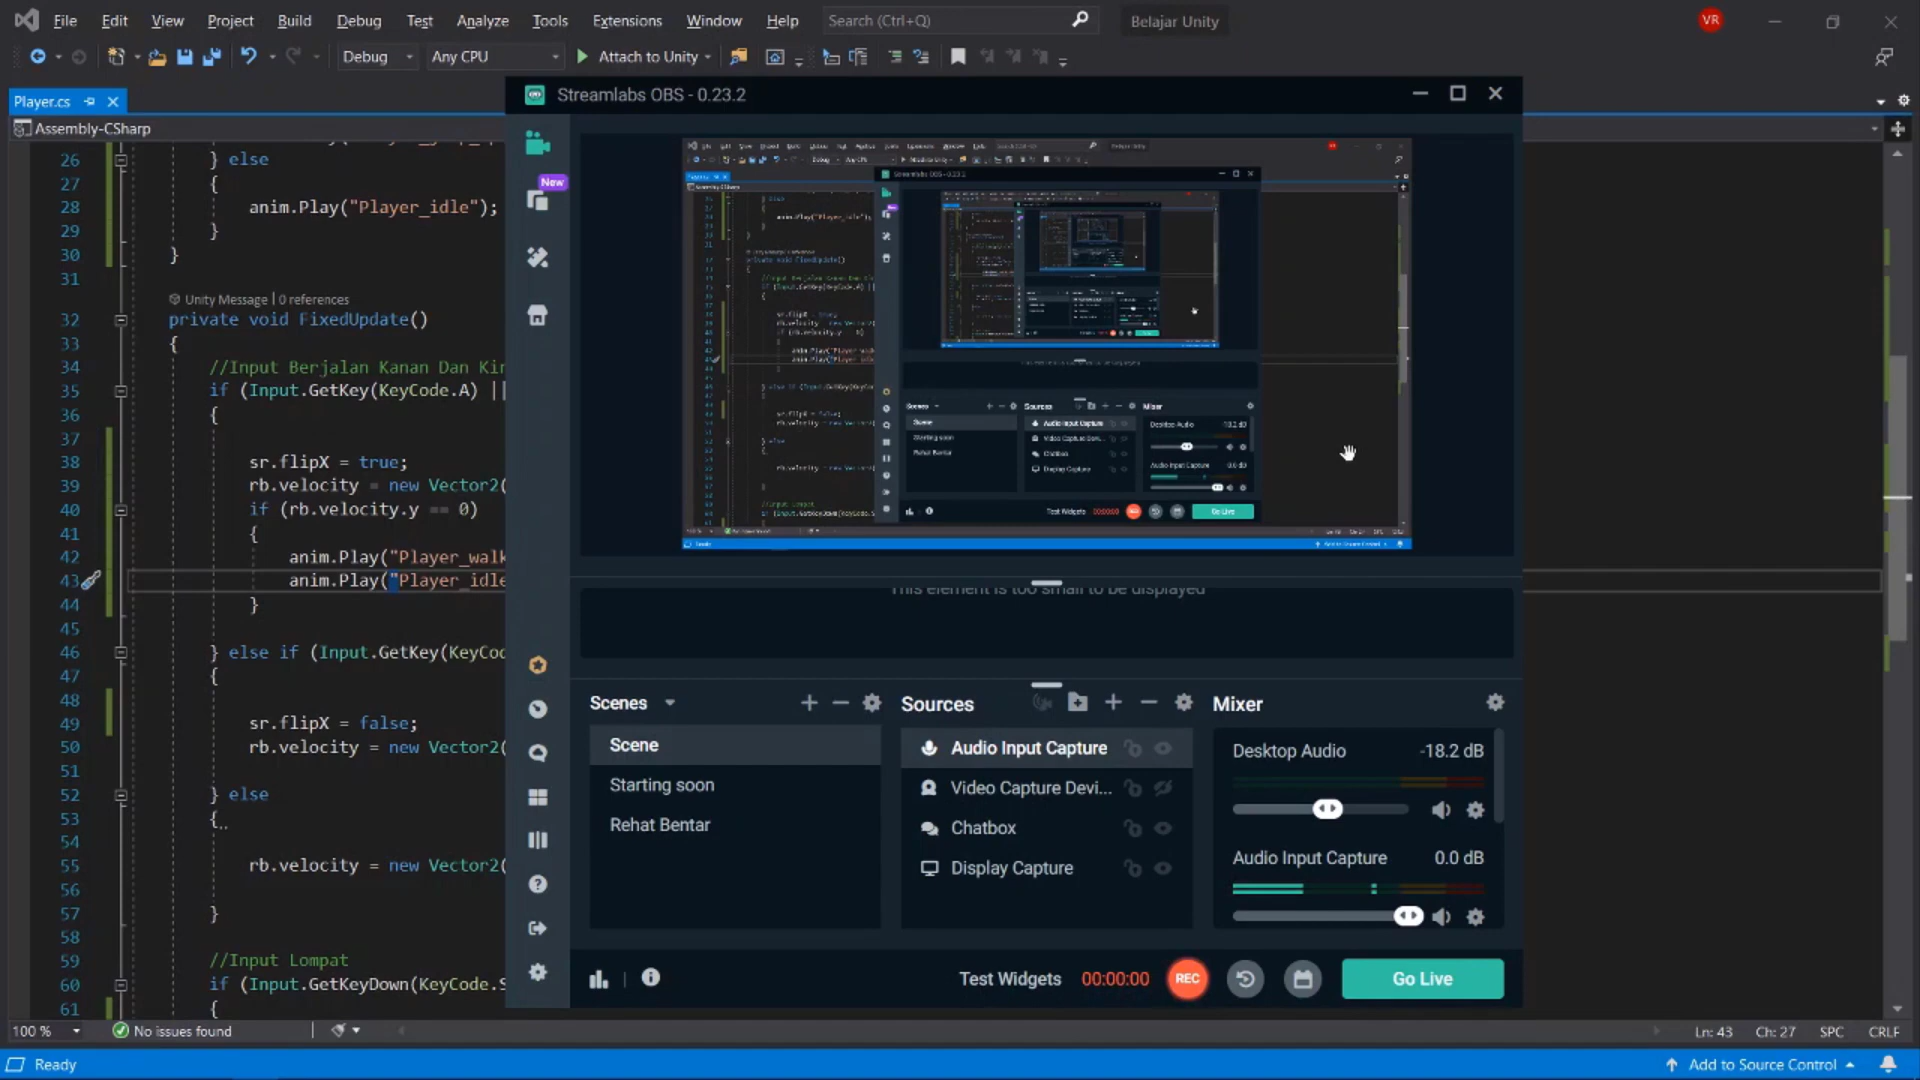 File Edit View Project Build Debug Test Analyze Tools Extensions Window Help Search (Ctrl+Q) Belajar Unity VR
Debug Any CPU Attach to Unity
Player.cs
Assembly-CSharp
26 } else
27 {
28 anim.Play("Player_idle");
29 }
30 }
31
Unity Message | 0 references
32 private void FixedUpdate()
33 {
34 //Input Berjalan Kanan Dan Kir
35 if (Input.GetKey(KeyCode.A) ||
36 {
37
38 sr.flipX = true;
39 rb.velocity = new Vector2(
40 if (rb.velocity.y == 0)
41 {
42 anim.Play("Player_walk
43 anim.Play("Player_idle
44 }
45
46 } else if (Input.GetKey(KeyCo
47 {
48
49 sr.flipX = false;
50 rb.velocity = new Vector2(
51
52 } else
53 {
54
55 rb.velocity = new Vector2(
56
57 }
58
59 //Input Lompat
60 if (Input.GetKeyDown(KeyCode.S
61 {
Streamlabs OBS - 0.23.2
New
This element is too small to be displayed
Scenes
Scene
Starting soon
Rehat Bentar
Sources
Audio Input Capture
Video Capture Devi...
Chatbox
Display Capture
Mixer
Desktop Audio -18.2 dB
Audio Input Capture 0.0 dB
Test Widgets 00:00:00 REC Go Live
100 % No issues found Ln: 43 Ch: 27 SPC CRLF
Ready Add to Source Control